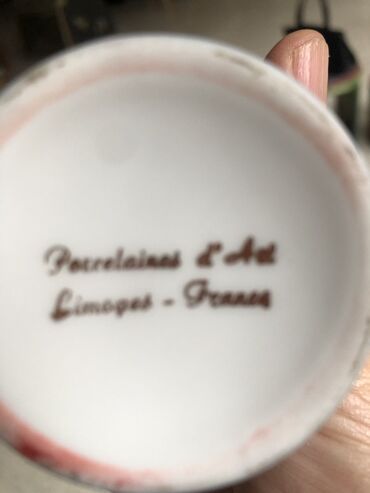 Porcelaines d'Art
Limoges - France